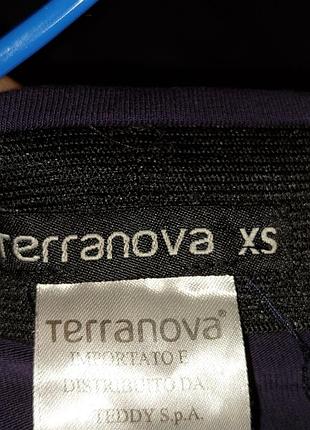 Terranova XS
Terranova®
IMPORTATO E
DISTRIBUITO DA
TEDDY S.p.A.